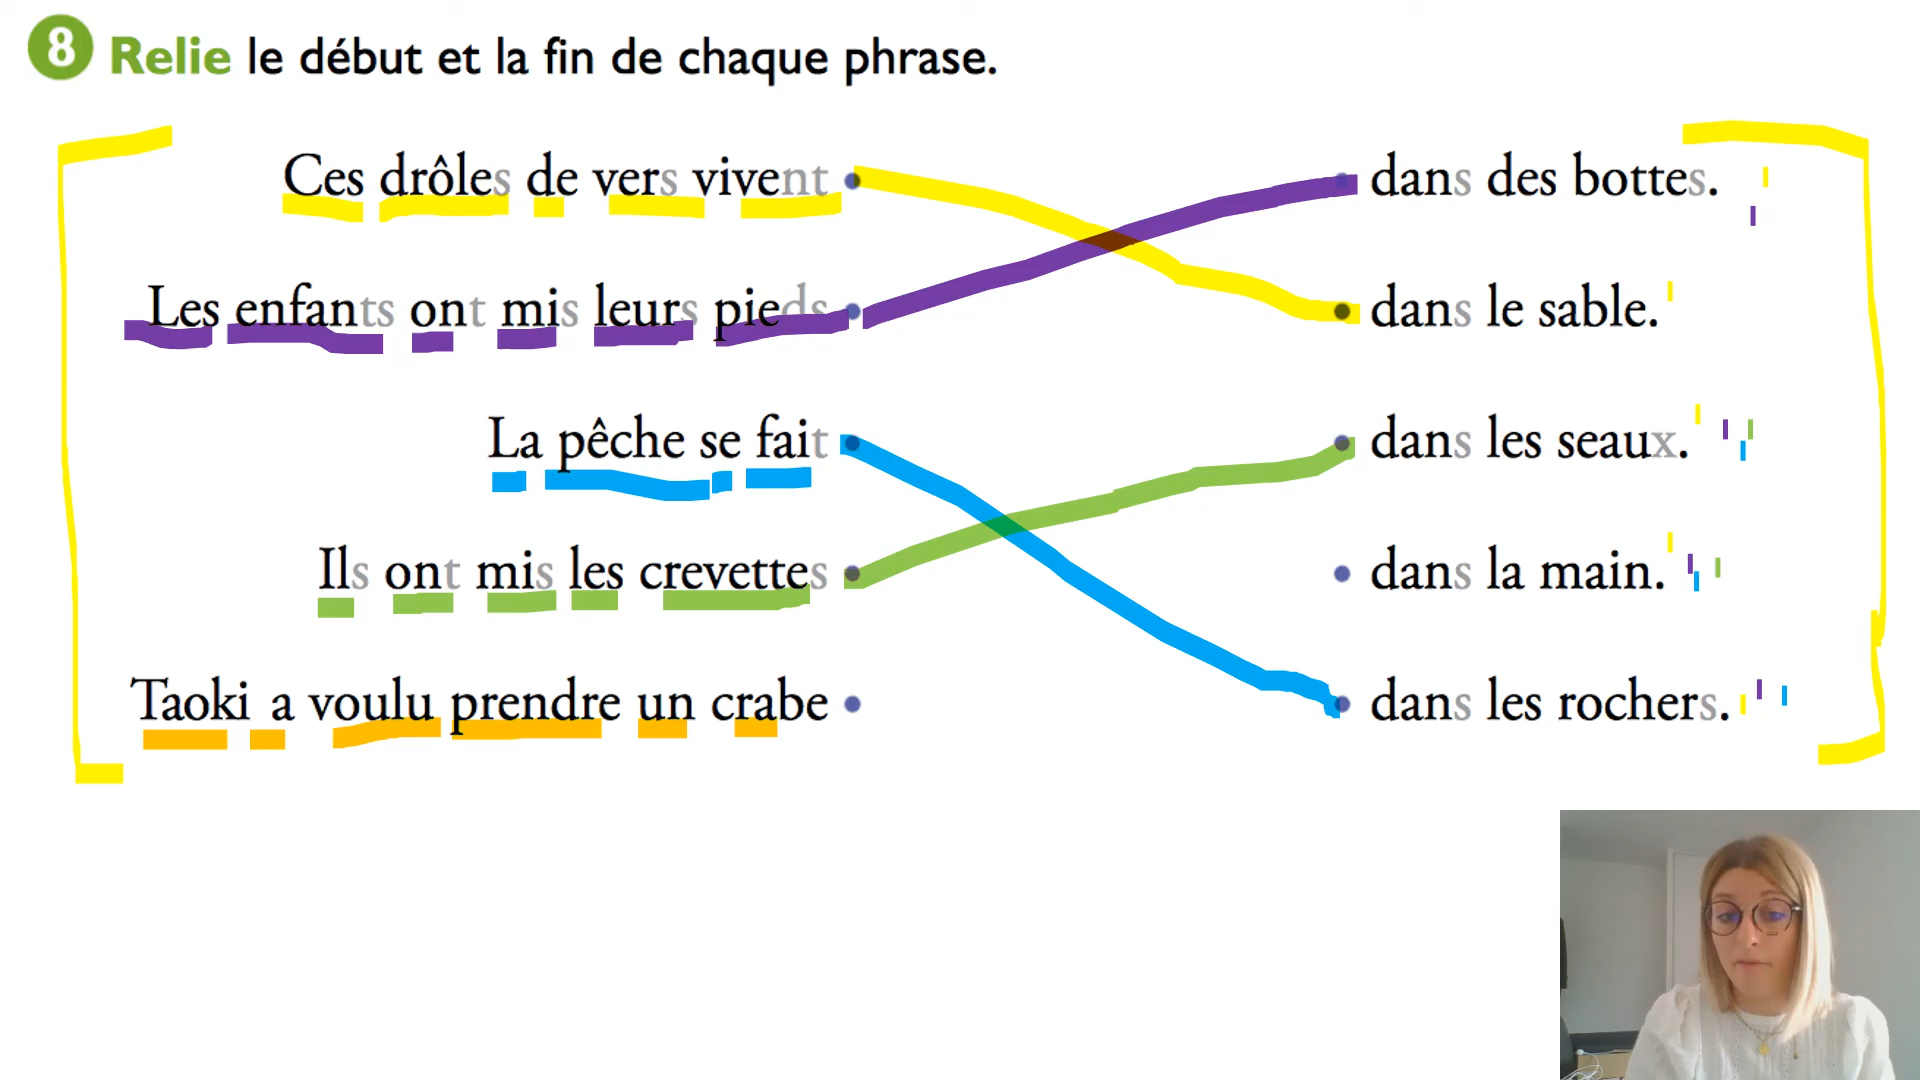 8 Relie le début et la fin de chaque phrase.
Ces drôles de vers vivent
dans des bottes.
Les enfants ont mis leurs pieds
dans le sable.
La pêche se fait
dans les seaux.
Ils ont mis les crevettes
dans la main.
Taoki a voulu prendre un crabe
dans les rochers.